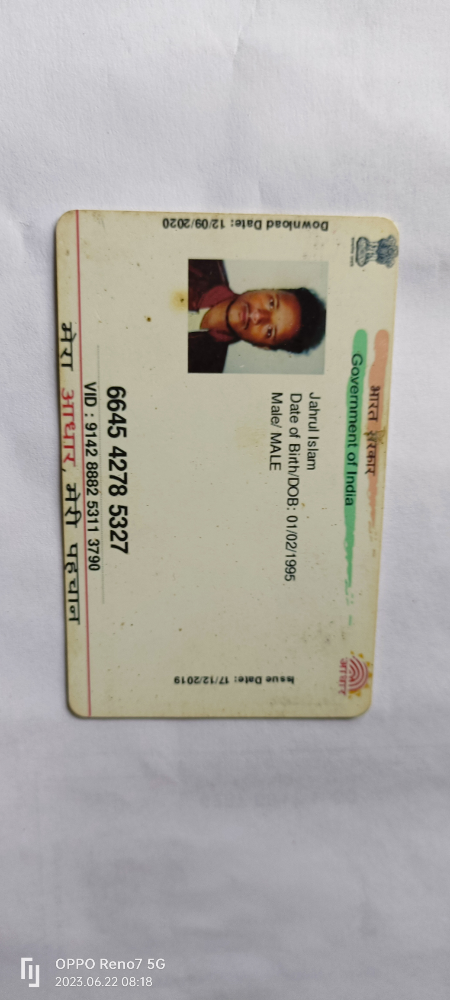 भारत सरकार
Government of India
Download Date: 12/09/2020
Jahrul Islam
Date of Birth/DOB: 01/02/1995
Male/ MALE
Issue Date: 17/12/2019
6645 4278 5327
VID : 9142 8882 5311 3790
मेरा आधार, मेरी पहचान
आधार
OPPO Reno7 5G
2023.06.22 08:18